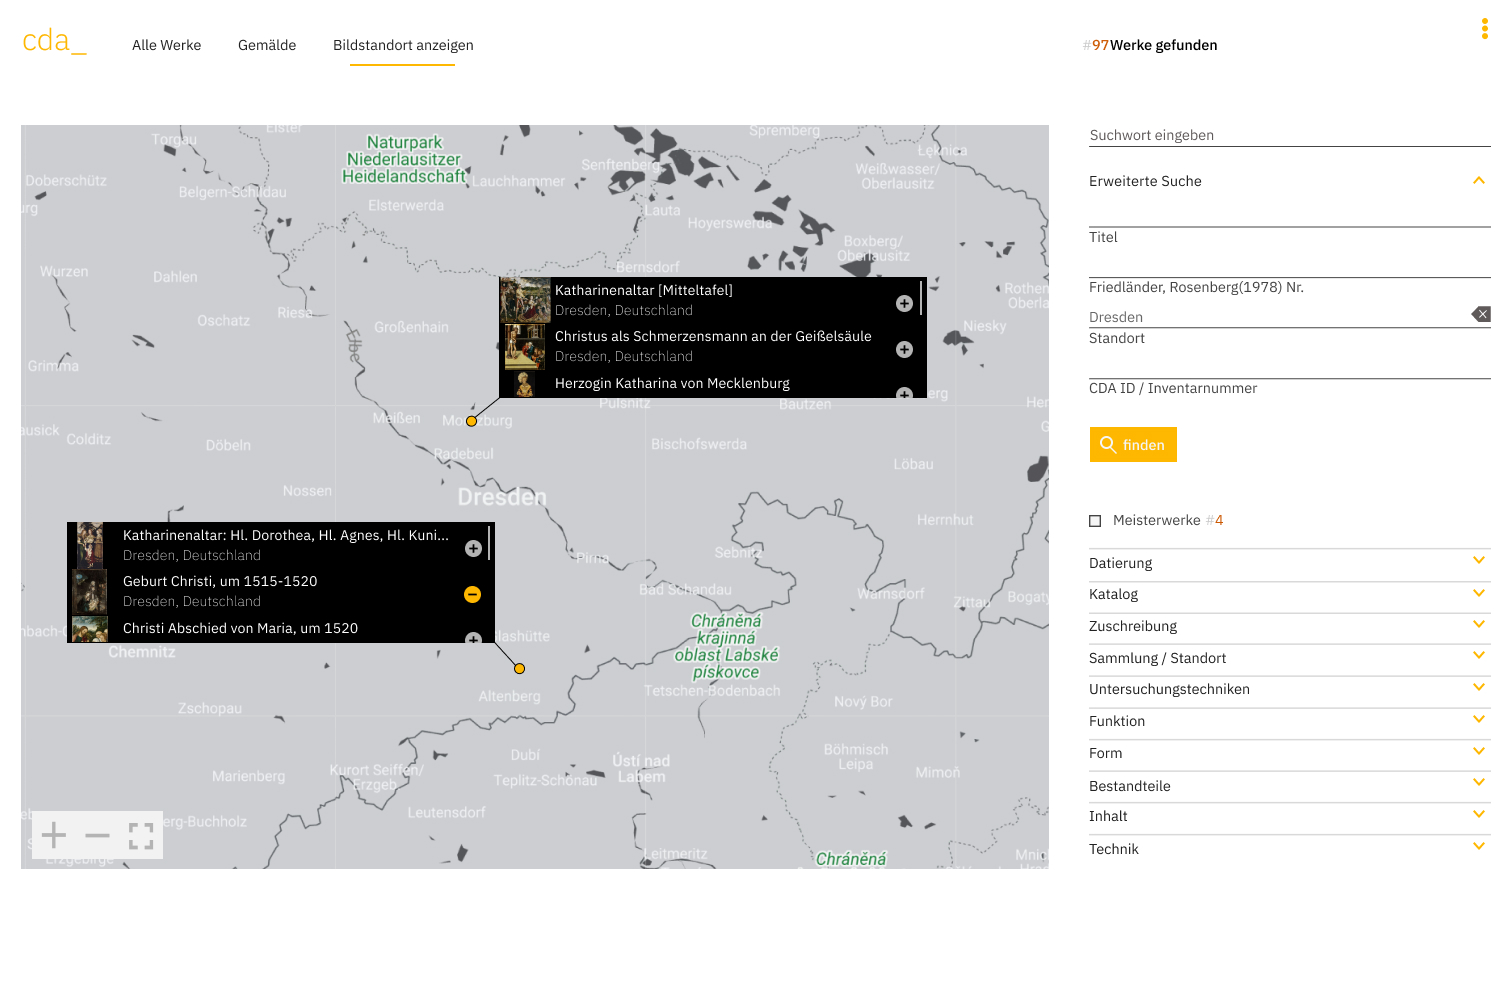 cda_
Alle Werke
Gemälde
Bildstandort anzeigen
#97Werke gefunden
Elster
Torgau
Spremberg
Naturpark
Niederlausitzer
Heidelandschaft
Łęknica
Senftenberg
Weißwasser/
Oberlausitz
Doberschütz
Lauchhammer
Belgern-Schildau
Elsterwerda
Lauta
Hoyerswerda
Boxberg/
Oberlausitz
Wurzen
Dahlen
Bernsdorf
Riesa
Oschatz
Großenhain
Elbe
Niesky
Grimma
Katharinenaltar [Mitteltafel]
Dresden, Deutschland
Christus als Schmerzensmann an der Geißelsäule
Dresden, Deutschland
Herzogin Katharina von Mecklenburg
Pulsnitz
Bautzen
Meißen
Colditz
Döbeln
Radebeul
Bischofswerda
Löbau
Nossen
Dresden
Herrnhut
Pirna
Sebnitz
Bad Schandau
Warnsdorf
Zittau
Katharinenaltar: Hl. Dorothea, Hl. Agnes, Hl. Kuni...
Dresden, Deutschland
Geburt Christi, um 1515-1520
Dresden, Deutschland
Christi Abschied von Maria, um 1520
Chemnitz
Chráněná
krajinná
oblast Labské
pískovce
Altenberg
Tetschen-Bodenbach
Nový Bor
Zschopau
Dubí
Ústí nad
Labem
Böhmisch
Leipa
Mimoň
Marienberg
Kurort Seiffen/
Erzgeb.
Teplitz-Schönau
Leutensdorf
Leitmeritz
Chráněná
Suchwort eingeben
Erweiterte Suche
Titel
Friedländer, Rosenberg(1978) Nr.
Dresden
Standort
CDA ID / Inventarnummer
finden
Meisterwerke #4
Datierung
Katalog
Zuschreibung
Sammlung / Standort
Untersuchungstechniken
Funktion
Form
Bestandteile
Inhalt
Technik